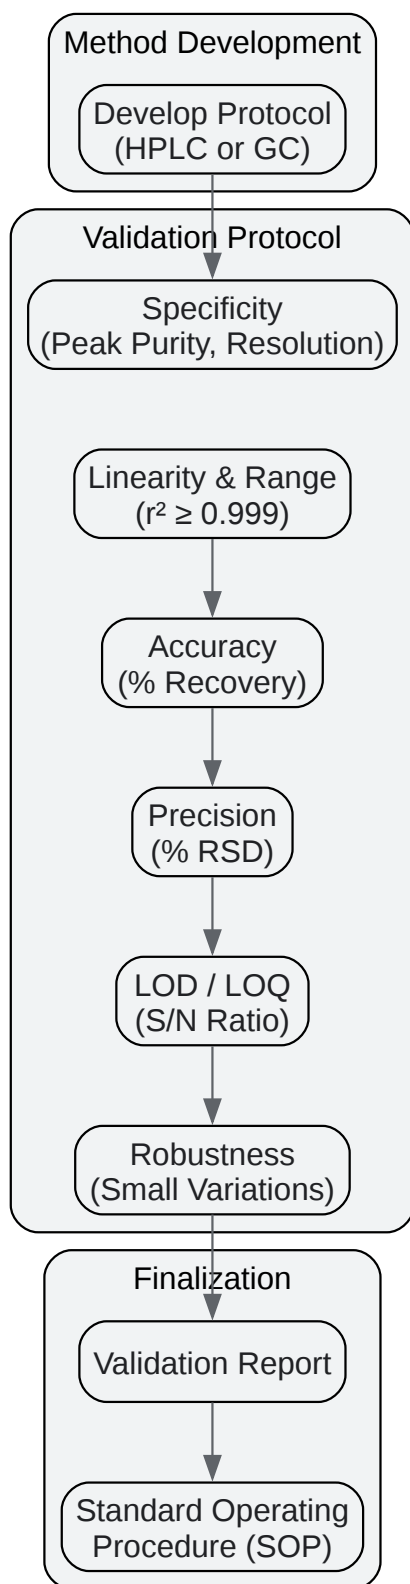 Method Development
Develop Protocol
(HPLC or GC)
Validation Protocol
Specificity
(Peak Purity, Resolution)
Linearity & Range
(r² ≥ 0.999)
Accuracy
(% Recovery)
Precision
(% RSD)
LOD / LOQ
(S/N Ratio)
Robustness
(Small Variations)
Finalization
Validation Report
Standard Operating
Procedure (SOP)